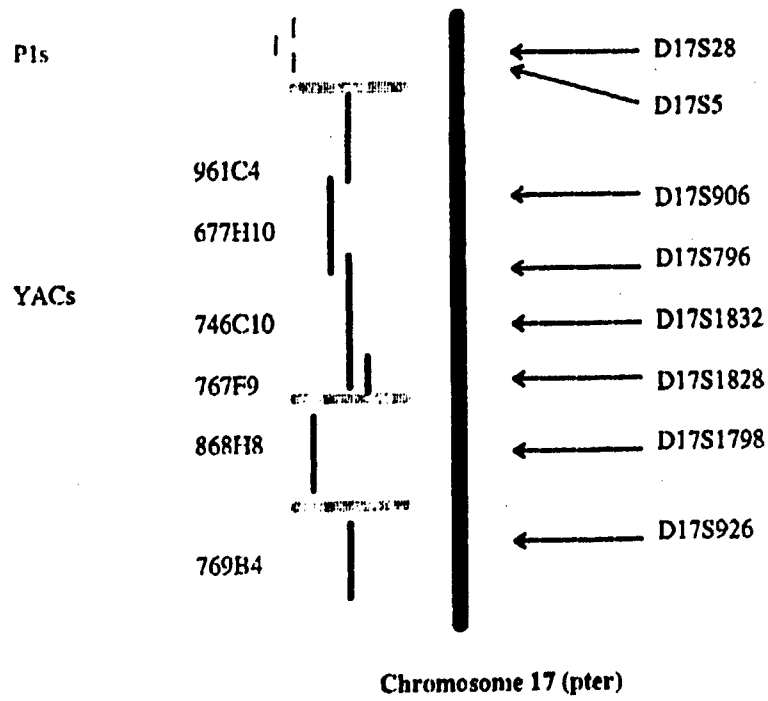 P1s
D17S28
D17S5
961C4
D17S906
677H10
D17S796
YACs
746C10
D17S1832
767F9
D17S1828
868H8
D17S1798
769B4
D17S926
Chromosome 17 (pter)